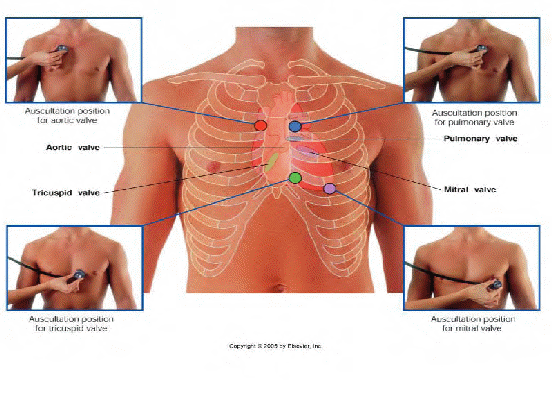 Auscultation position
for aortic valve
Auscultation position
for pulmonary valve
Pulmonary valve
Aortic valve
Tricuspid valve
Mitral valve
Auscultation position
for tricuspid valve
Auscultation position
for mitral valve
Copyright © 2005 by Elsevier, Inc.